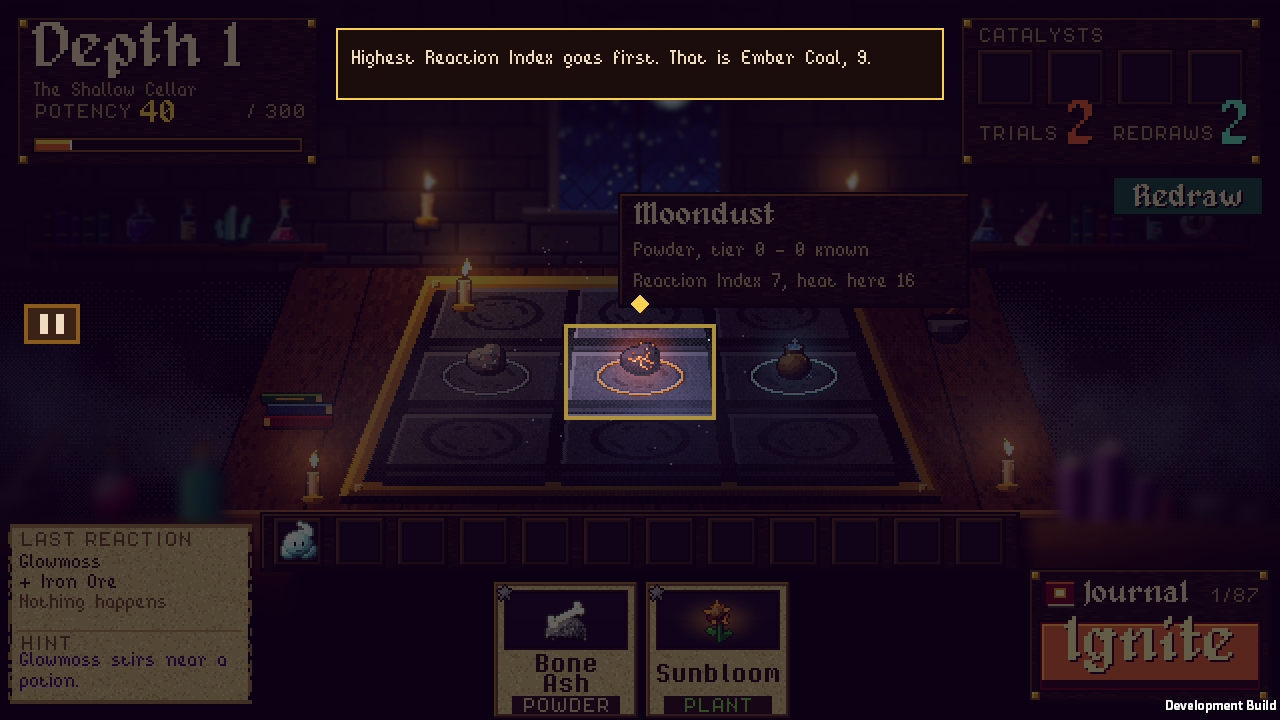 Depth 1
The Shallow Cellar
POTENCY 40 / 300
Highest Reaction Index goes first. That is Ember Coal, 9.
CATALYSTS
TRIALS 2 REDRAWS 2
Redraw
Moondust
Powder, tier 0 - 0 known
Reaction Index 7, heat here 16
LAST REACTION
Glowmoss
+ Iron Ore
Nothing happens
HINT
Glowmoss stirs near a
potion.
Bone
Ash
POWDER
Sunbloom
PLANT
Journal 1/87
Ignite
Development Build